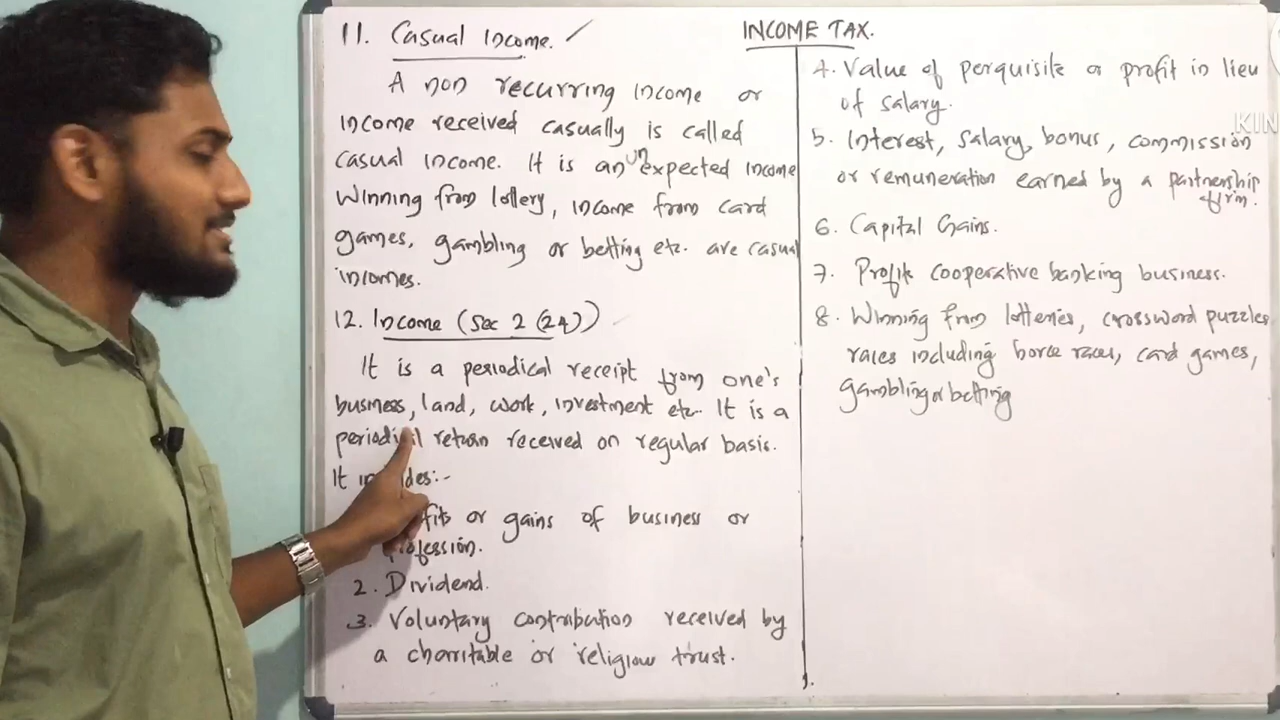 INCOME TAX.
11. Casual Income.
A non recurring income or
income received casually is called
casual income. It is an unexpected income
Winning from lottery, income from card
games, gambling or betting etc. are casual
incomes.
12. Income (Sec 2 (24))
It is a periodical receipt from one's
business, land, work, investment etc. It is a
return received on regular basis.
It
gains of business or
profession.
2. Dividend.
3. Voluntary contribution received by
a charitable or religious trust.
4. Value of perquisite or profit in lieu
of salary.
5. Interest, salary, bonus, commission
or remuneration earned by a partnership
firm.
6. Capital Gains.
7. Profit cooperative banking business.
8. Winning from lotteries, crossword puzzles
races including horse races, card games,
gambling or betting
KIN